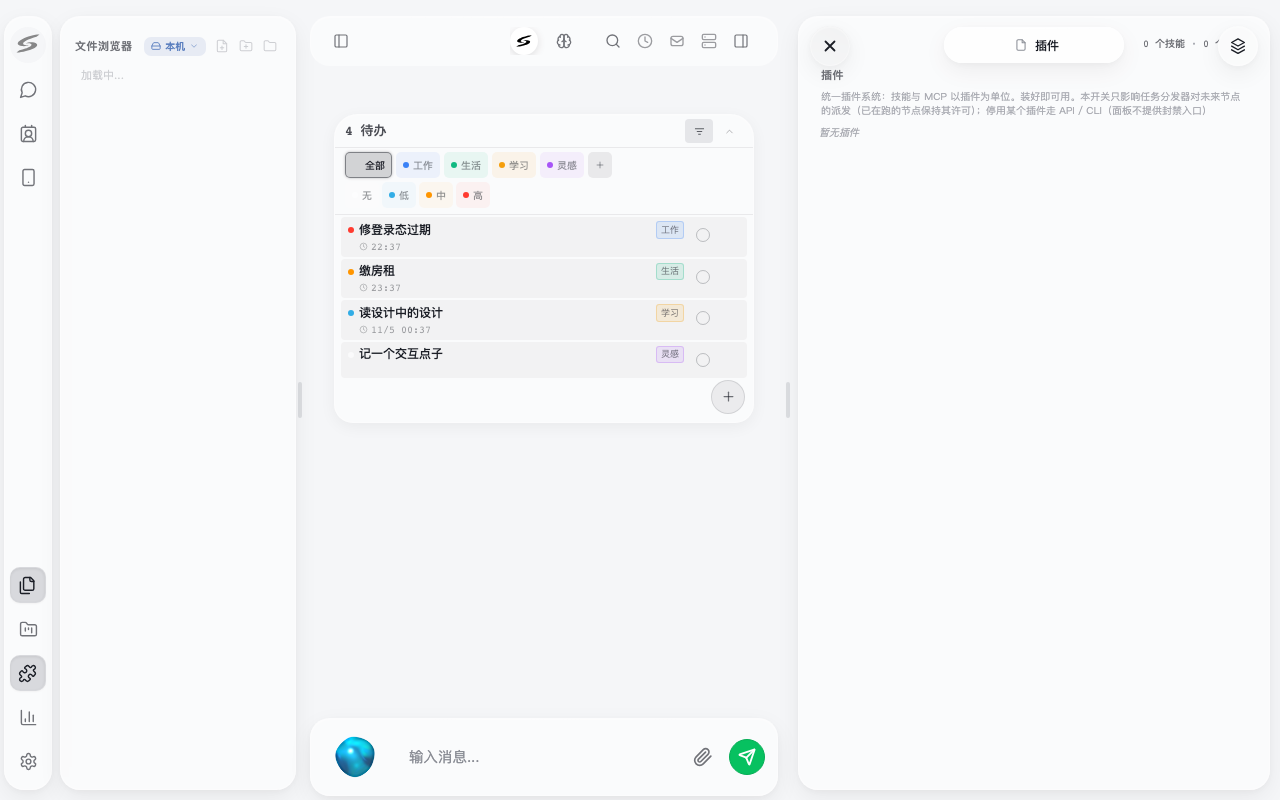 文件浏览器
本机
加载中...
4 待办
全部
工作
生活
学习
灵感
+
无
低
中
高
修登录态过期
工作
22:37
缴房租
生活
23:37
读设计中的设计
学习
11/5 00:37
记一个交互点子
灵感
输入消息...
插件
0 个技能 · 0
插件
统一插件系统：技能与 MCP 以插件为单位。装好即可用。本开关只影响任务分发器对未来节点
的派发（已在跑的节点保持其许可）；停用某个插件走 API / CLI（面板不提供封禁入口）
暂无插件